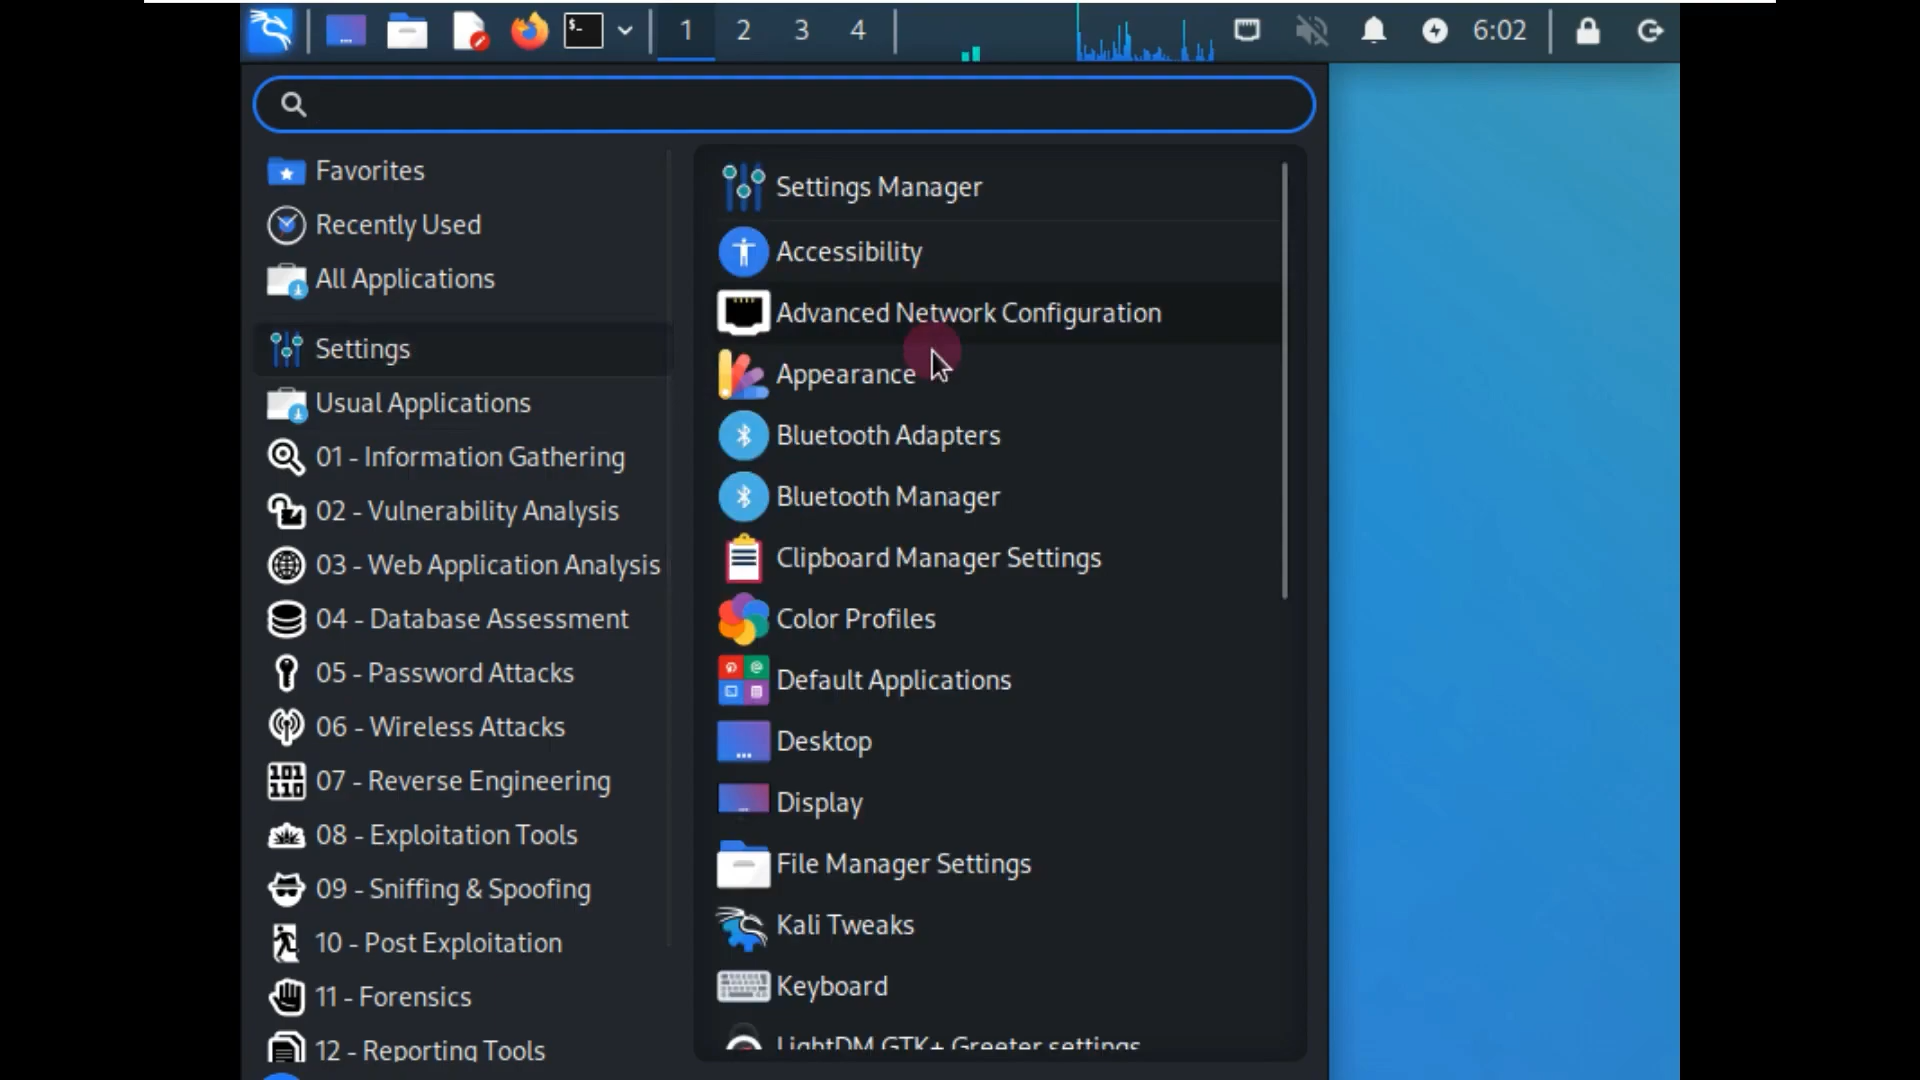 $-
1
2
3
4
6:02
Favorites
Recently Used
All Applications
Settings
Usual Applications
01 - Information Gathering
02 - Vulnerability Analysis
03 - Web Application Analysis
04 - Database Assessment
05 - Password Attacks
06 - Wireless Attacks
07 - Reverse Engineering
08 - Exploitation Tools
09 - Sniffing & Spoofing
10 - Post Exploitation
11 - Forensics
12 - Reporting Tools
Settings Manager
Accessibility
Advanced Network Configuration
Appearance
Bluetooth Adapters
Bluetooth Manager
Clipboard Manager Settings
Color Profiles
Default Applications
Desktop
Display
File Manager Settings
Kali Tweaks
Keyboard
LightDM GTK+ Greeter settings